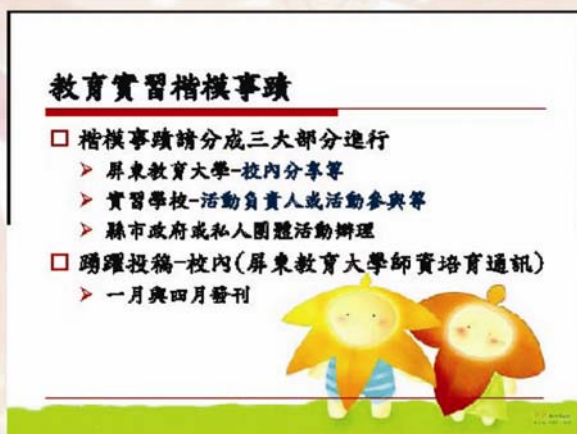 教育實習楷模事蹟
楷模事蹟請分成三大部分進行
屏東教育大學-校內分享等
實習學校-活動負責人或活動參與等
縣市政府或私人團體活動辦理
踴躍投稿-校內(屏東教育大學師資培育通訊)
一月與四月發刊